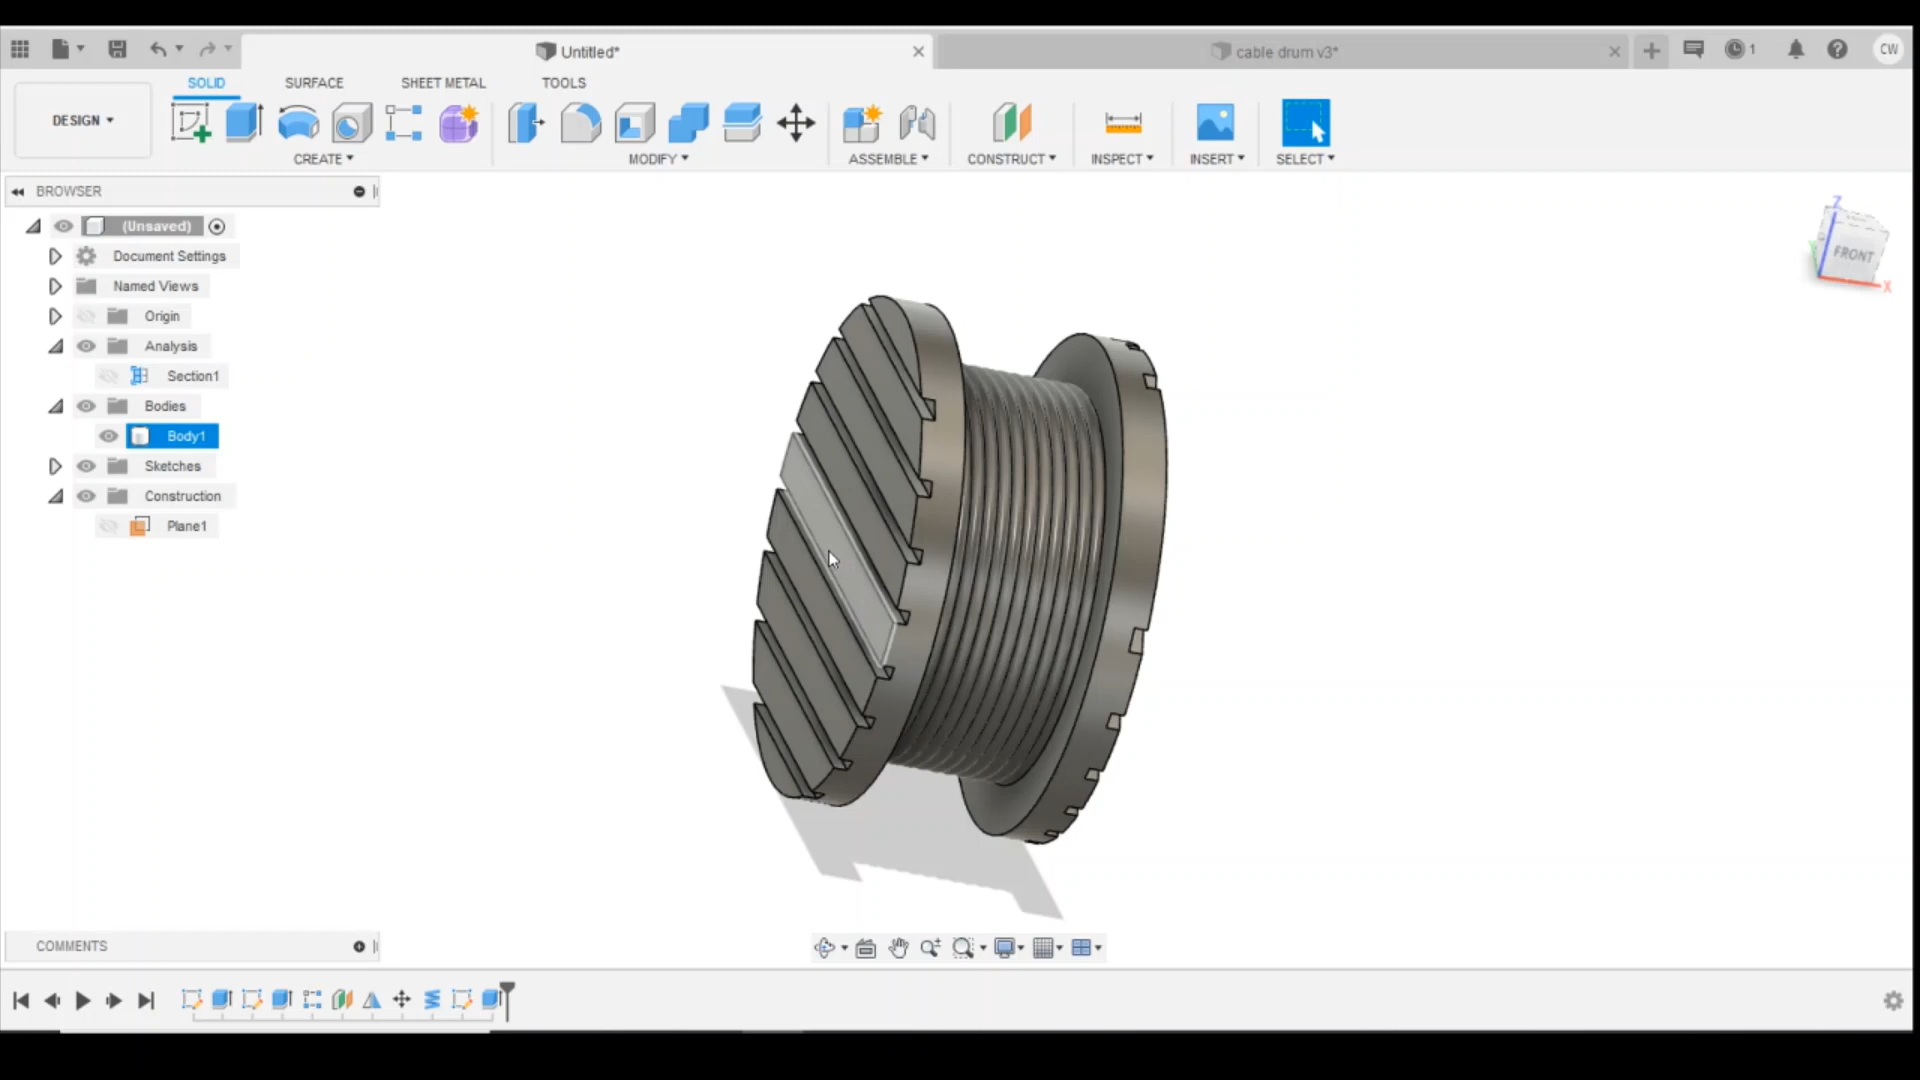 Untitled*
cable drum v3*
1
CW
SOLID
SURFACE
SHEET METAL
TOOLS
DESIGN
CREATE
MODIFY
ASSEMBLE
CONSTRUCT
INSPECT
INSERT
SELECT
BROWSER
(Unsaved)
Document Settings
Named Views
Origin
Analysis
Section1
Bodies
Body1
Sketches
Construction
Plane1
Z
FRONT
X
COMMENTS